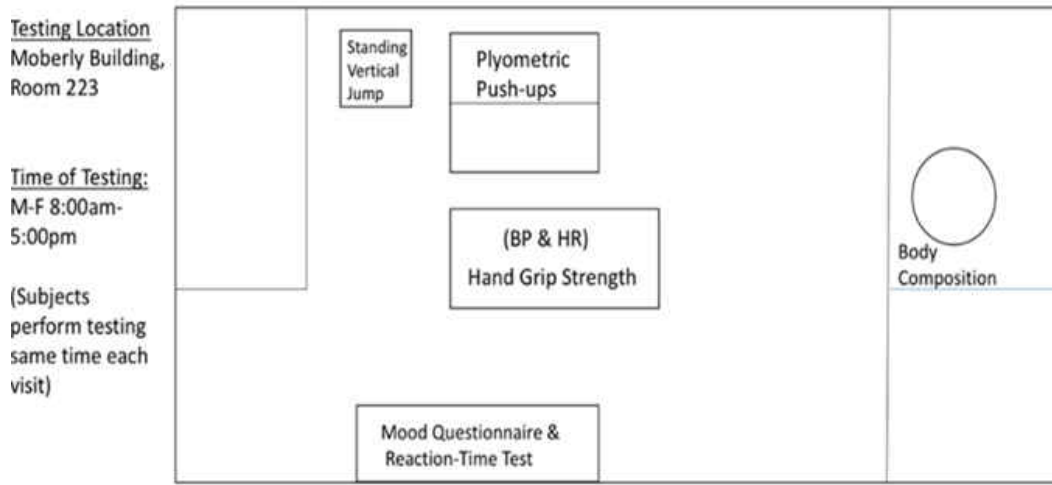 Testing Location
Moberly Building,
Room 223
Time of Testing:
M-F 8:00am-
5:00pm
(Subjects
perform testing
same time each
visit)
Standing
Vertical
Jump
Plyometric
Push-ups
(BP & HR)
Hand Grip Strength
Body
Composition
Mood Questionnaire &
Reaction-Time Test